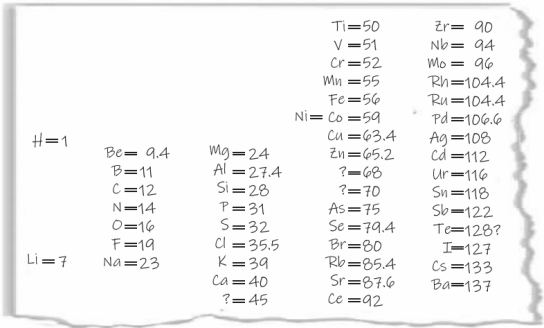 H=1
Li=7
Be= 9.4
B=11
C=12
N=14
O=16
F=19
Na=23
Mg=24
Al=27.4
Si=28
P=31
S=32
Cl=35.5
K=39
Ca=40
?=45
Ti=50
V=51
Cr=52
Mn=55
Fe=56
Ni=Co=59
Cu=63.4
Zn=65.2
?=68
?=70
As=75
Se=79.4
Br=80
Rb=85.4
Sr=87.6
Ce=92
Zr= 90
Nb= 94
Mo= 96
Rh=104.4
Ru=104.4
Pd=106.6
Ag=108
Cd=112
Ur=116
Sn=118
Sb=122
Te=128?
I=127
Cs=133
Ba=137